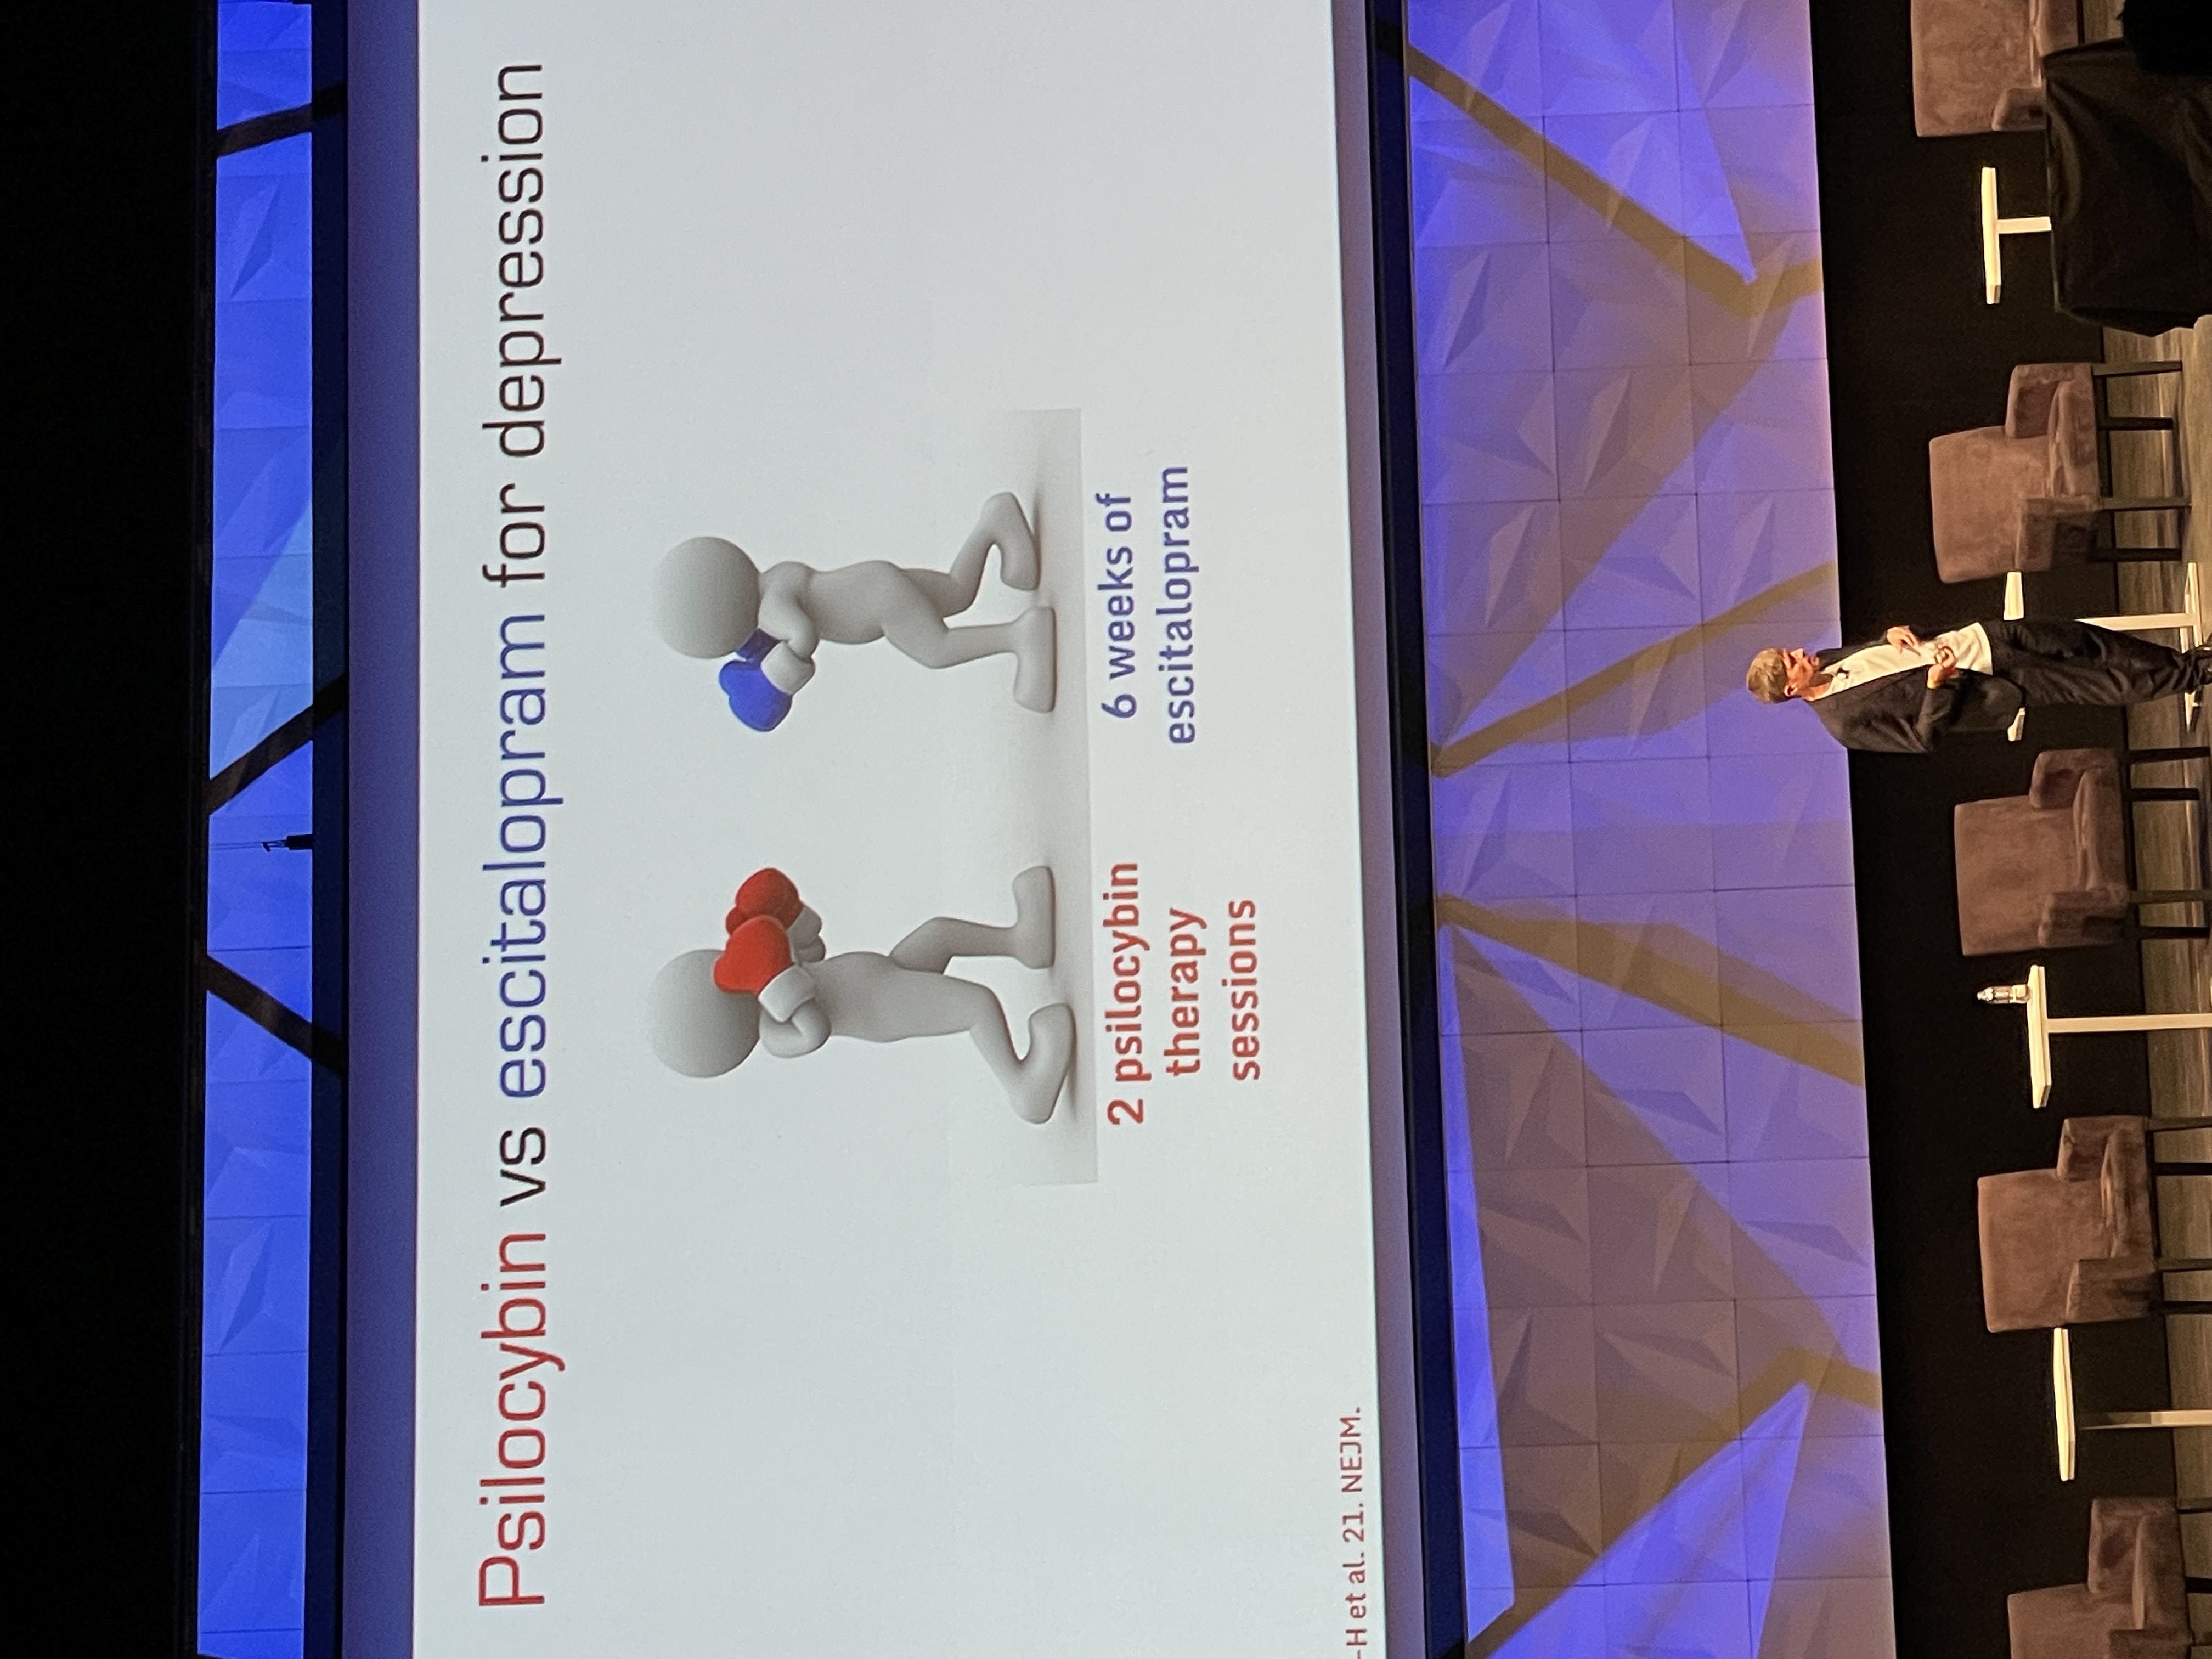 Psilocybin vs escitalopram for depression
2 psilocybin
therapy
sessions
6 weeks of
escitalopram
-H et al. 21. NEJM.